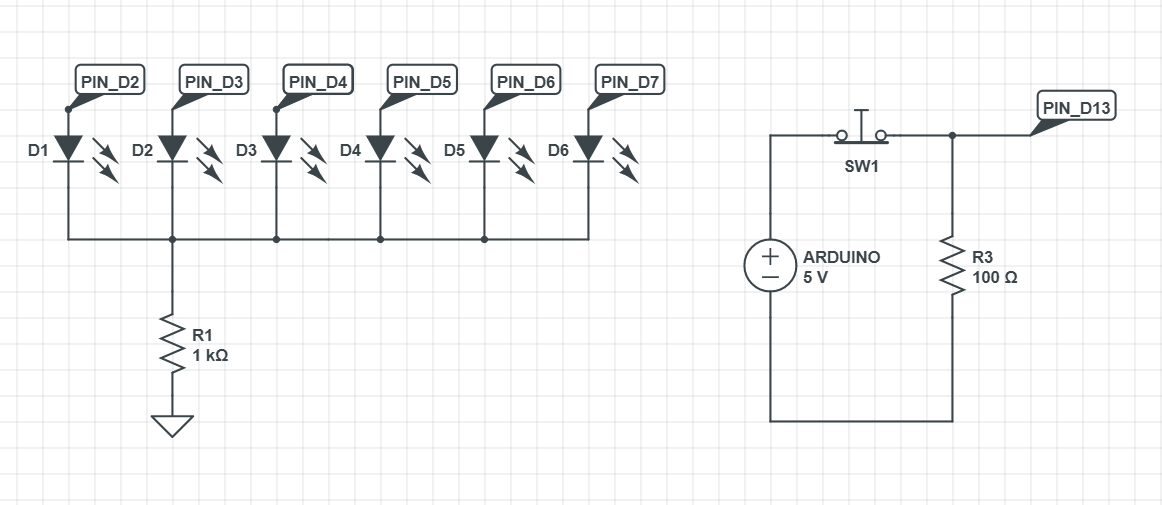 PIN_D2
PIN_D3
PIN_D4
PIN_D5
PIN_D6
PIN_D7
D1
D2
D3
D4
D5
D6
R1
1 kΩ
PIN_D13
SW1
ARDUINO
5 V
R3
100 Ω